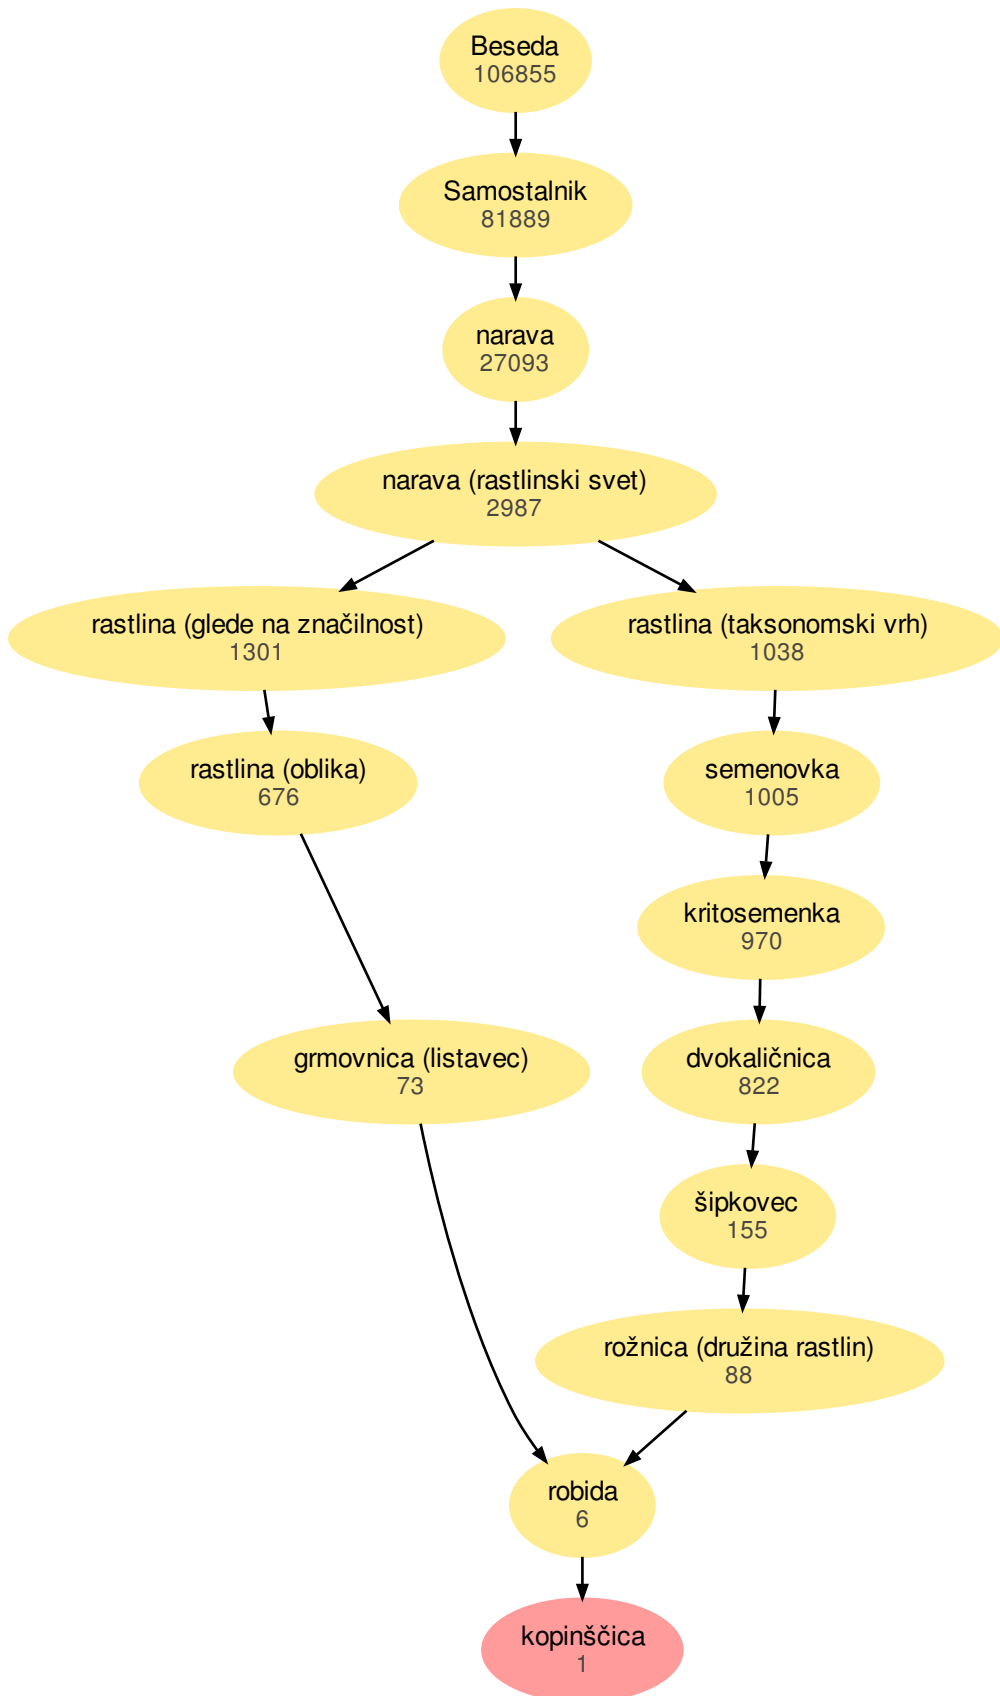 Beseda
106855
Samostalnik
81889
narava
27093
narava (rastlinski svet)
2987
rastlina (glede na značilnost)
1301
rastlina (taksonomski vrh)
1038
rastlina (oblika)
676
semenovka
1005
kritosemenka
970
grmovnica (listavec)
73
dvokaličnica
822
šipkovec
155
rožnica (družina rastlin)
88
robida
6
kopinščica
1